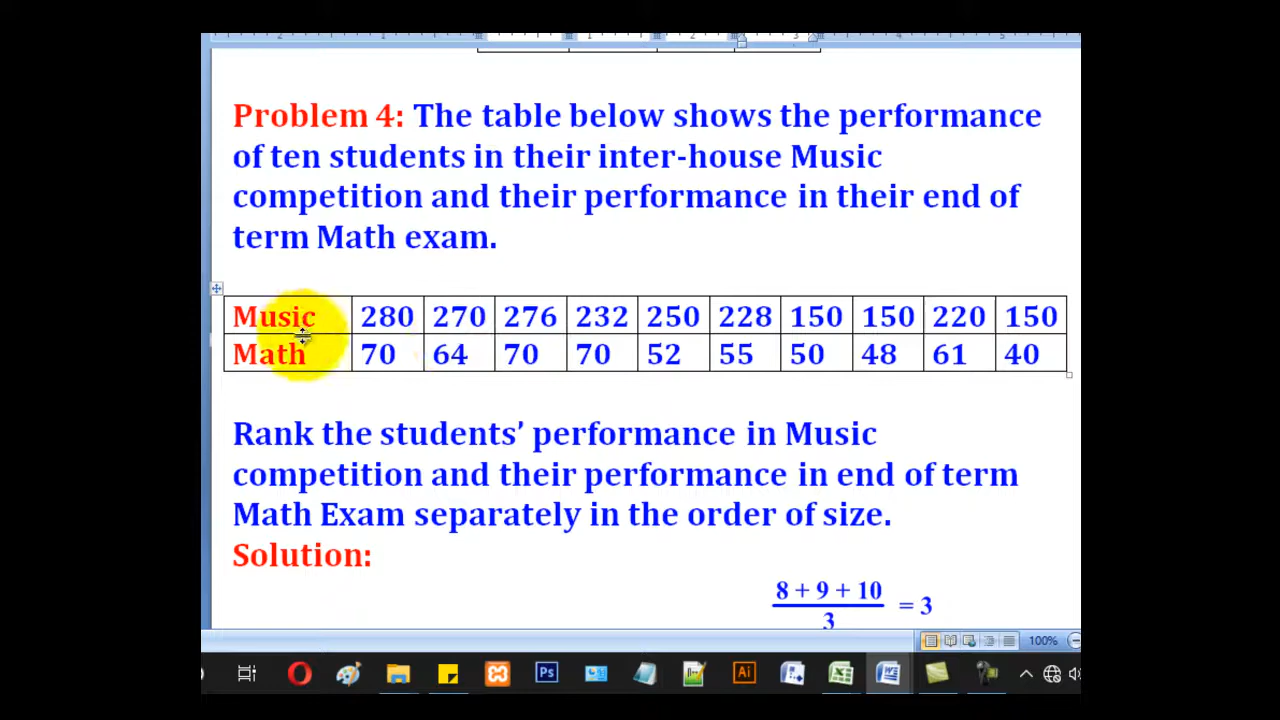 Problem 4: The table below shows the performance
of ten students in their inter-house Music
competition and their performance in their end of
term Math exam.
Music 280 270 276 232 250 228 150 150 220 150
Math 70 64 70 70 52 55 50 48 61 40
Rank the students’ performance in Music
competition and their performance in end of term
Math Exam separately in the order of size.
Solution:
8 + 9 + 10
= 3
3
100%
Ps
Ai